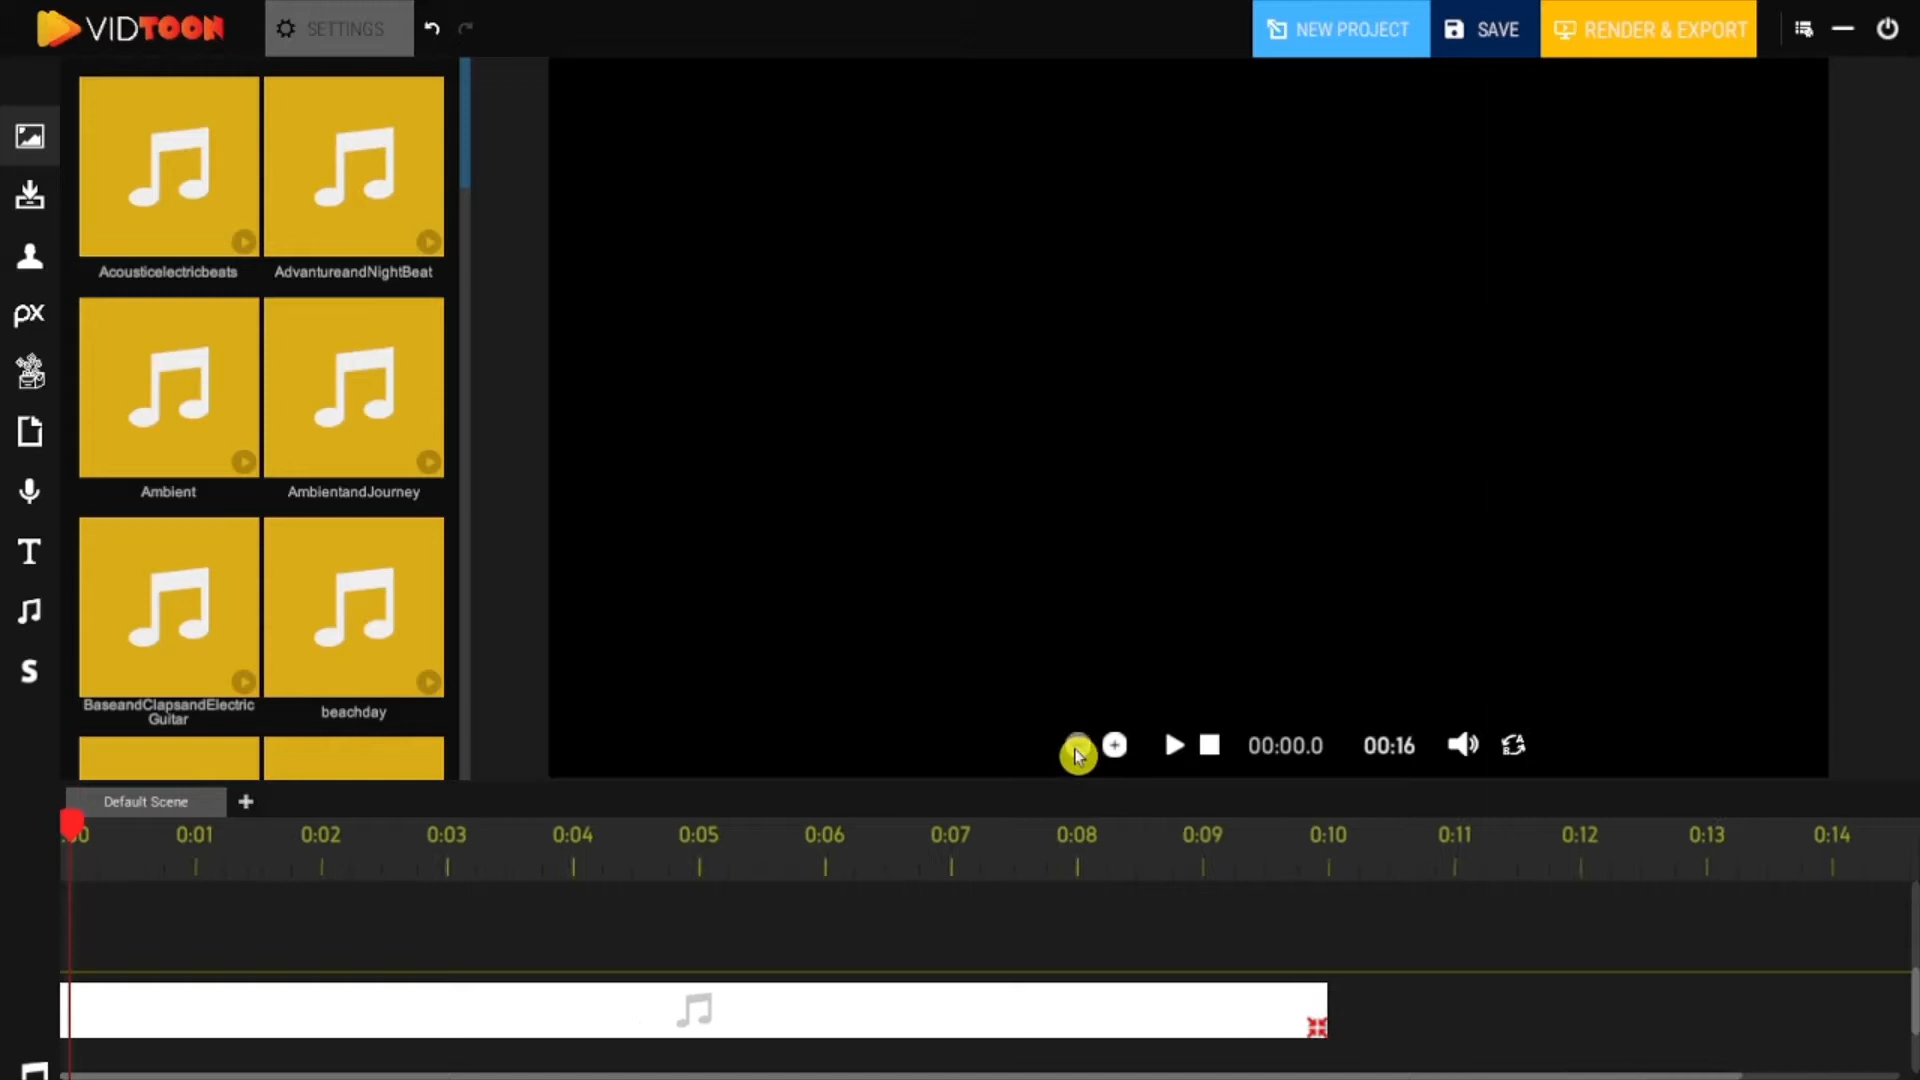 VIDTOON
SETTINGS
NEW PROJECT
SAVE
RENDER & EXPORT
Acousticelectricbeats
AdvantureandNightBeat
Ambient
AmbientandJourney
BaseandClapsandElectric
Guitar
beachday
px
T
S
00:00.0
00:16
Default Scene
0:01
0:02
0:03
0:04
0:05
0:06
0:07
0:08
0:09
0:10
0:11
0:12
0:13
0:14